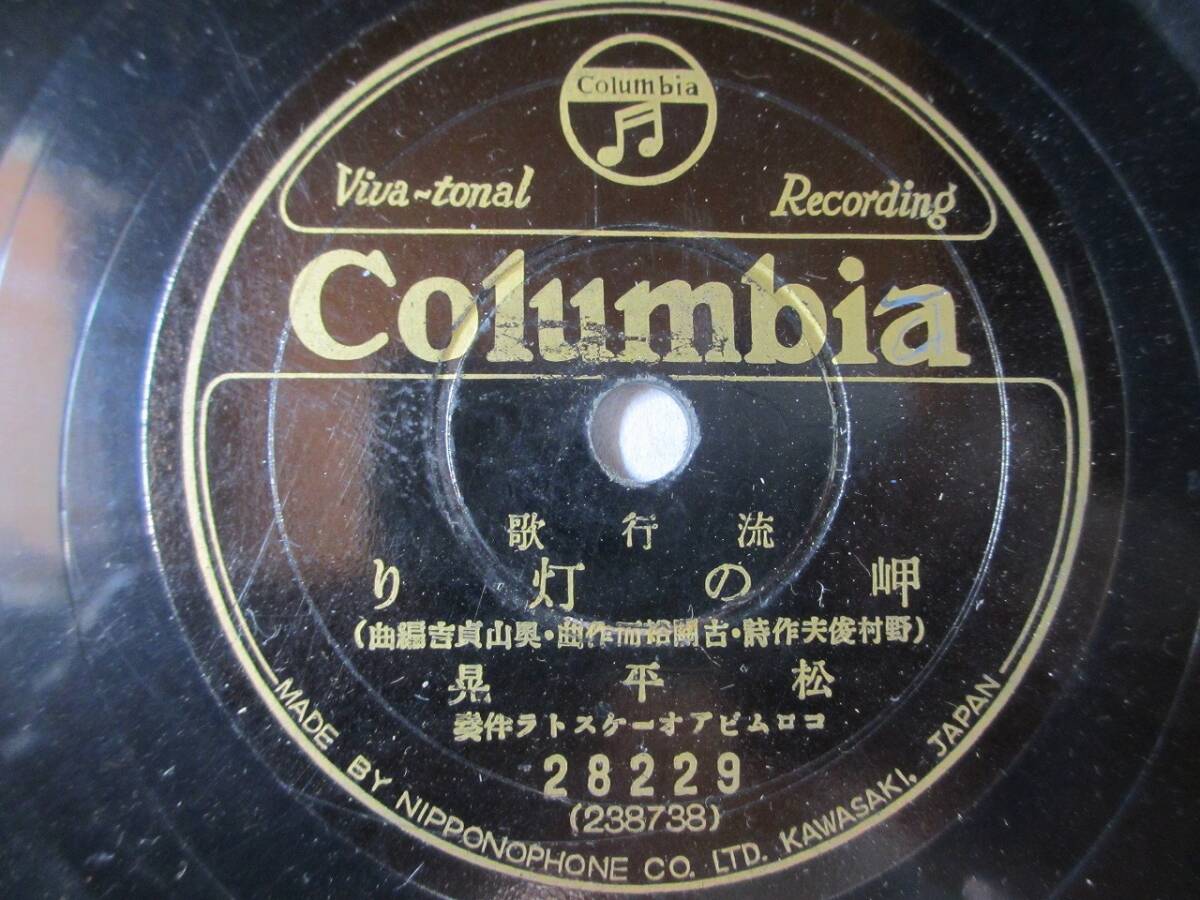 Columbia
Viva-tonal Recording
Columbia
流行歌
岬の灯り
(野村俊夫作詩・古關裕而作曲・奥山貞吉編曲)
松平晃
コロムビアオーケストラ伴奏
28229
(238738)
MADE BY NIPPONOPHONE CO. LTD. KAWASAKI, JAPAN